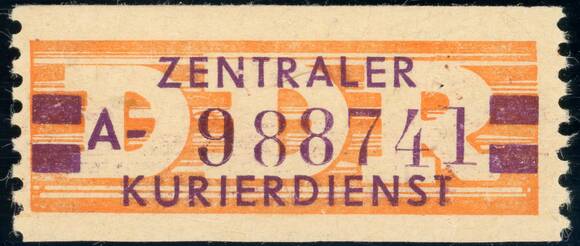 ZENTRALER
DDR
A- 988741
KURIERDIENST